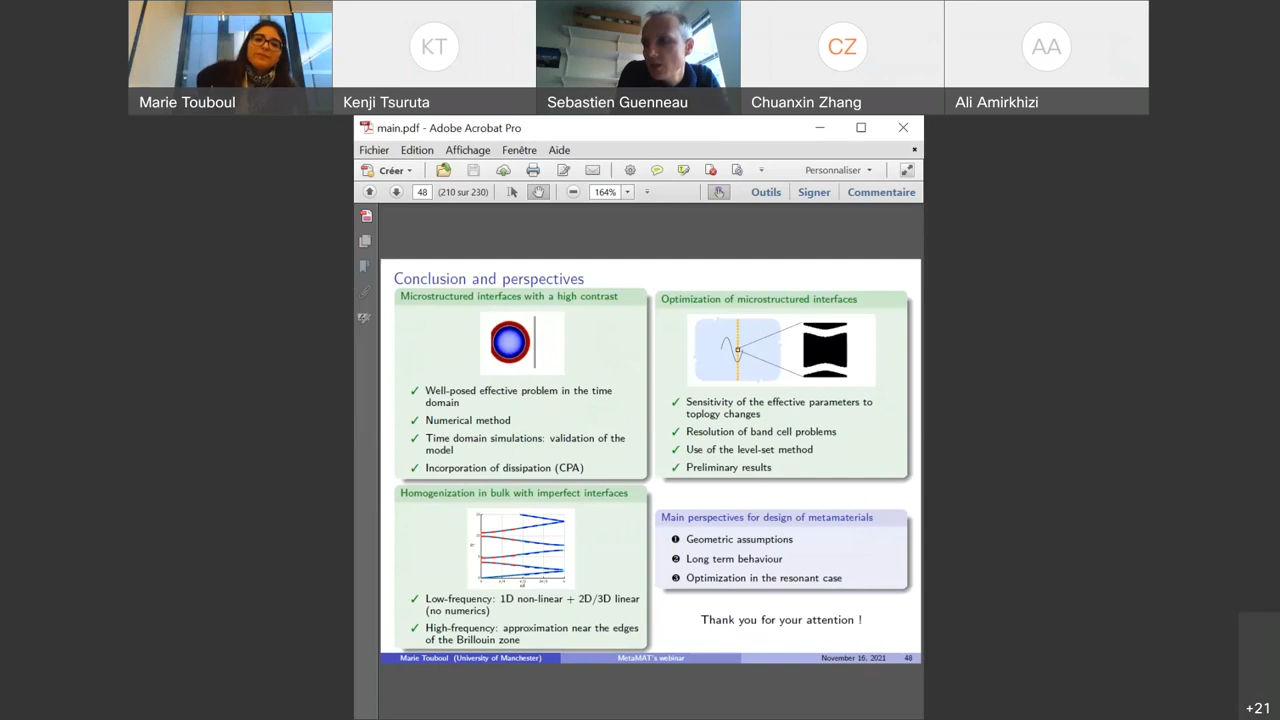 KT
CZ
AA
Marie Touboul
Kenji Tsuruta
Sebastien Guenneau
Chuanxin Zhang
Ali Amirkhizi
main.pdf - Adobe Acrobat Pro
Fichier Edition Affichage Fenêtre Aide
Créer
Personnaliser
48 (210 sur 230)
164%
Outils Signer Commentaire
Conclusion and perspectives
Microstructured interfaces with a high contrast
✓ Well-posed effective problem in the time
domain
✓ Numerical method
✓ Time domain simulations: validation of the
model
✓ Incorporation of dissipation (CPA)
Optimization of microstructured interfaces
✓ Sensitivity of the effective parameters to
toplogy changes
✓ Resolution of band cell problems
✓ Use of the level-set method
✓ Preliminary results
Homogenization in bulk with imperfect interfaces
✓ Low-frequency: 1D non-linear + 2D/3D linear
(no numerics)
✓ High-frequency: approximation near the edges
of the Brillouin zone
Main perspectives for design of metamaterials
❶ Geometric assumptions
❷ Long term behaviour
❸ Optimization in the resonant case
Thank you for your attention !
Marie Touboul (University of Manchester)
MetaMAT's webinar
November 16, 2021
48
+21